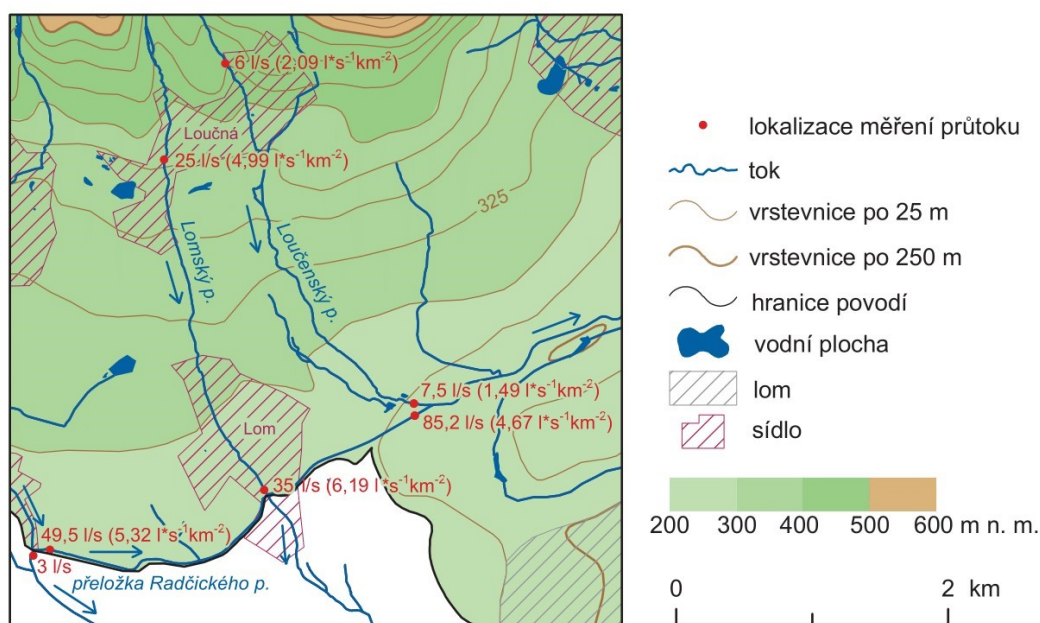 6 l/s (2,09 l*s⁻¹km⁻²)
Loučná
25 l/s (4,99 l*s⁻¹km⁻²)
325
Lomský p.
Loučenský p.
7,5 l/s (1,49 l*s⁻¹km⁻²)
85,2 l/s (4,67 l*s⁻¹km⁻²)
Lom
35 l/s (6,19 l*s⁻¹km⁻²)
49,5 l/s (5,32 l*s⁻¹km⁻²)
3 l/s
přeložka Radčického p.
lokalizace měření průtoku
tok
vrstevnice po 25 m
vrstevnice po 250 m
hranice povodí
vodní plocha
lom
sídlo
200 300 400 500 600 m n. m.
0 2 km